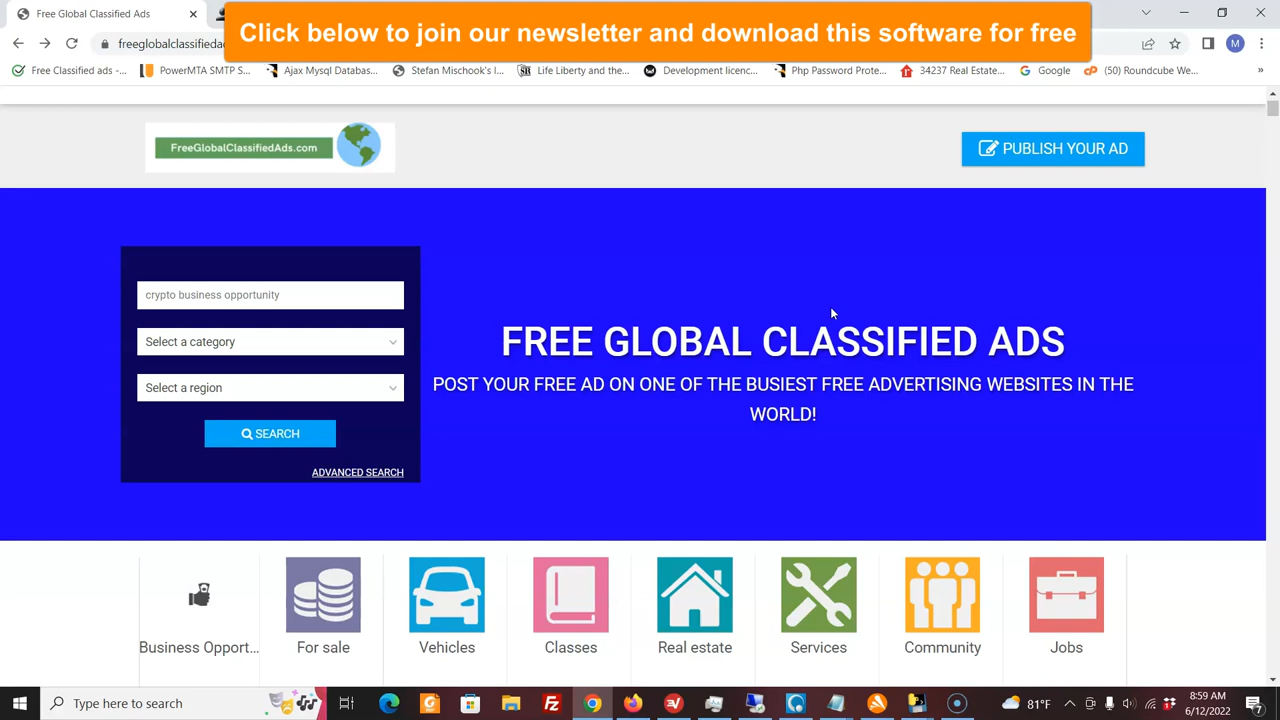 Free Global Classified Ads
Click below to join our newsletter and download this software for free
freeglobalclassifiedads
M
Free Classified ads -...
PowerMTA SMTP S...
Ajax Mysql Databas...
Stefan Mischook's I...
Life Liberty and the...
Development licenc...
Php Password Prote...
34237 Real Estate...
Google
(50) Roundcube We...
FreeGlobalClassifiedAds.com
PUBLISH YOUR AD
crypto business opportunity
Select a category
Select a region
SEARCH
ADVANCED SEARCH
FREE GLOBAL CLASSIFIED ADS
POST YOUR FREE AD ON ONE OF THE BUSIEST FREE ADVERTISING WEBSITES IN THE
WORLD!
Business Opport...
For sale
Vehicles
Classes
Real estate
Services
Community
Jobs
Type here to search
81°F
8:59 AM
6/12/2022